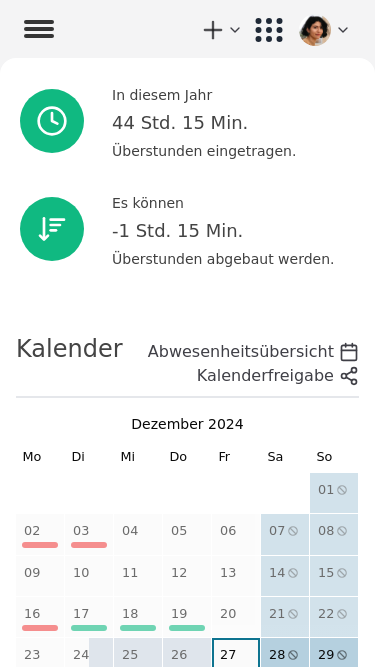 In diesem Jahr
44 Std. 15 Min.
Überstunden eingetragen.
Es können
-1 Std. 15 Min.
Überstunden abgebaut werden.
Kalender
Abwesenheitsübersicht
Kalenderfreigabe
Dezember 2024
Mo Di Mi Do Fr Sa So
01
02 03 04 05 06 07 08
09 10 11 12 13 14 15
16 17 18 19 20 21 22
23 24 25 26 27 28 29